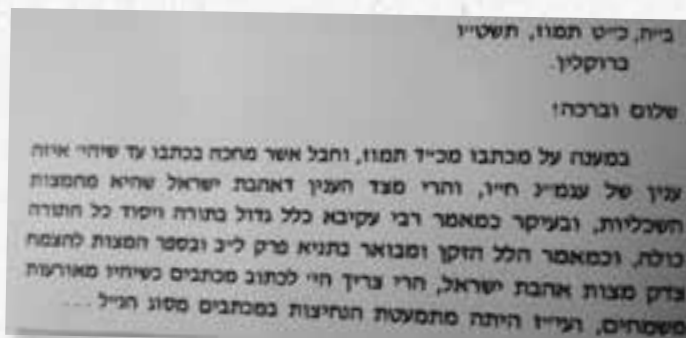 ב״ה, כ״ט תמוז, תשט״ו
ברוקלין.
שלום וברכה!
במענה על מכתבו מכ״ד תמוז, וחבל אשר מחכה בכתבו עד שיהי׳ איזה
ענין של ענמ״נ ח״ו, והרי מצד הענין דאהבת ישראל שהיא מהמצות
השכליות, ובעיקר כמאמר רבי עקיבא כלל גדול בתורה ויסוד כל התורה
כולה, וכמאמר הלל הזקן ומבואר בתניא פרק ל״ב ובספר המצות להצמח
צדק מצות אהבת ישראל, הרי צריך הי׳ לכתוב מכתבים כשיהיו מאורעות
משמחים, ועי״ז היתה מתמעטת הנחיצות במכתבים מסוג הנ״ל ...